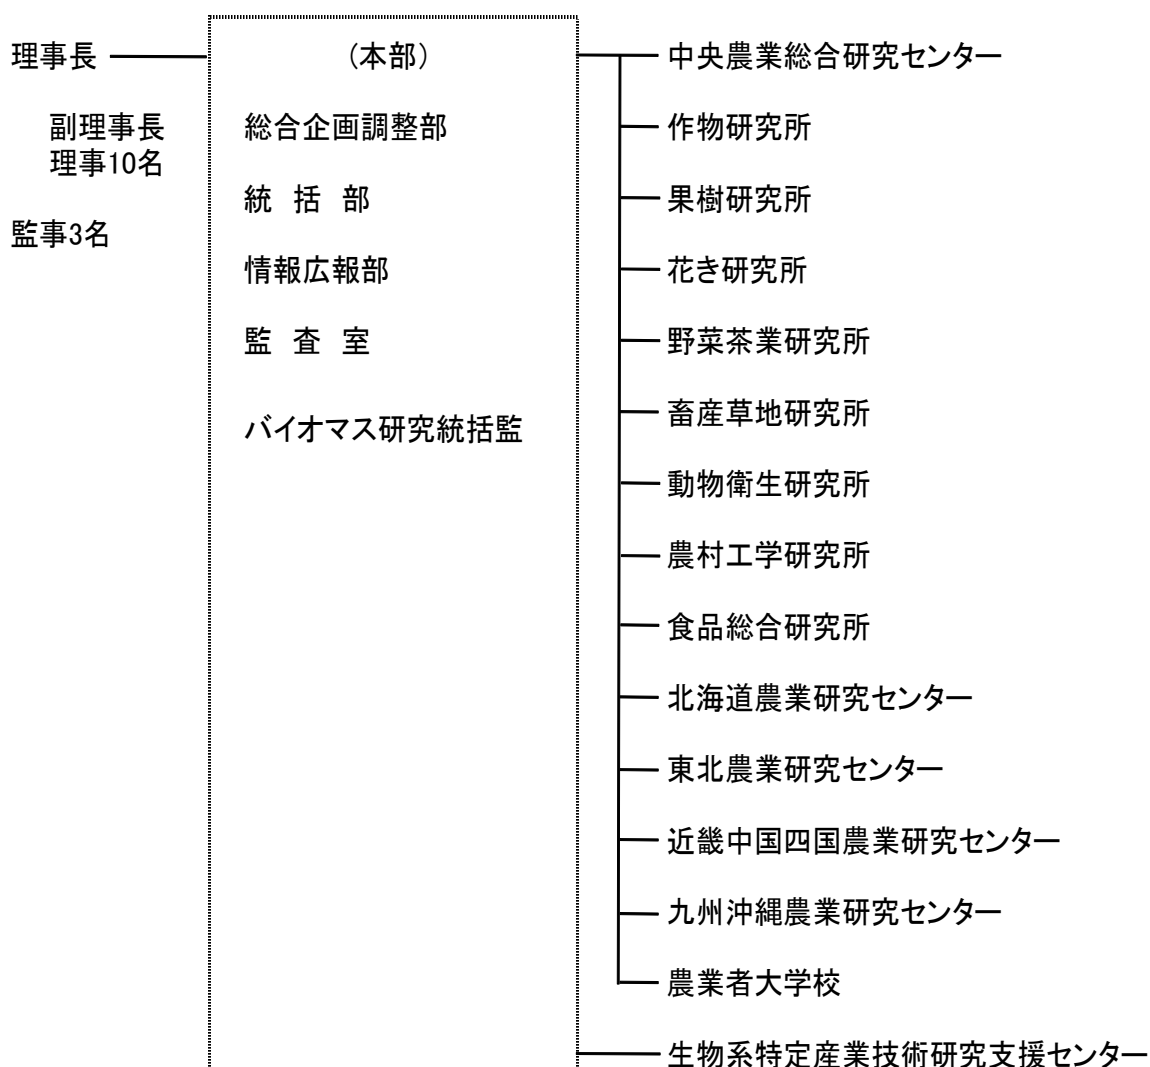 理事長
副理事長
理事10名
監事3名
(本部)
総合企画調整部
統 括 部
情報広報部
監 査 室
バイオマス研究統括監
中央農業総合研究センター
作物研究所
果樹研究所
花き研究所
野菜茶業研究所
畜産草地研究所
動物衛生研究所
農村工学研究所
食品総合研究所
北海道農業研究センター
東北農業研究センター
近畿中国四国農業研究センター
九州沖縄農業研究センター
農業者大学校
生物系特定産業技術研究支援センター